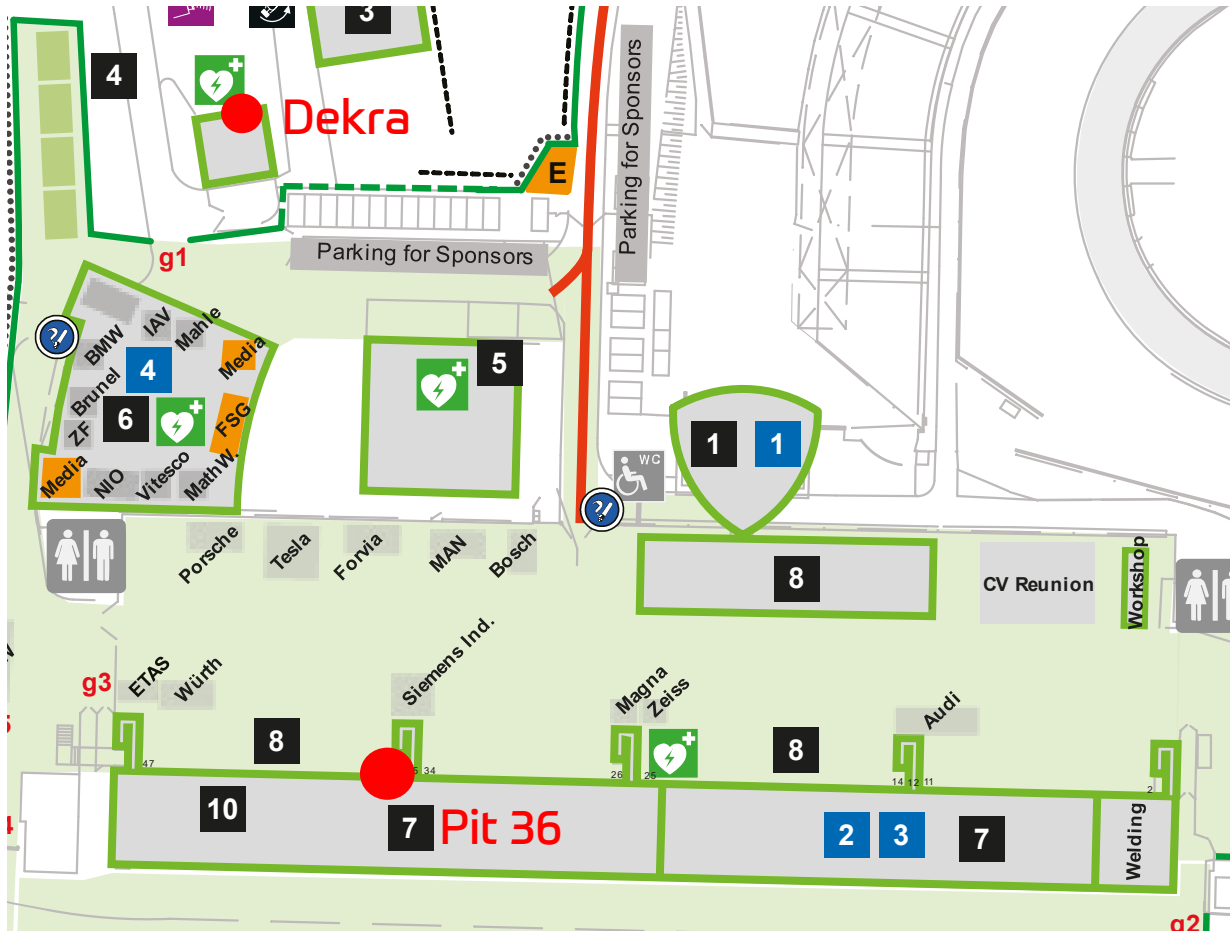 3
4
Dekra
E
Parking for Sponsors
Parking for Sponsors
g1
BMW
IAV
Mahle
Media
4
5
Brunel
6
FSG
ZF
1
1
Media
NIO
Vitesco
MathW.
WC
Porsche
Tesla
Forvia
MAN
Bosch
8
CV Reunion
Workshop
g3
ETAS
Würth
Siemens Ind.
Magna
Zeiss
Audi
8
8
47
34
26
25
14
12
11
2
10
7
Pit 36
2
3
7
Welding
4
g2